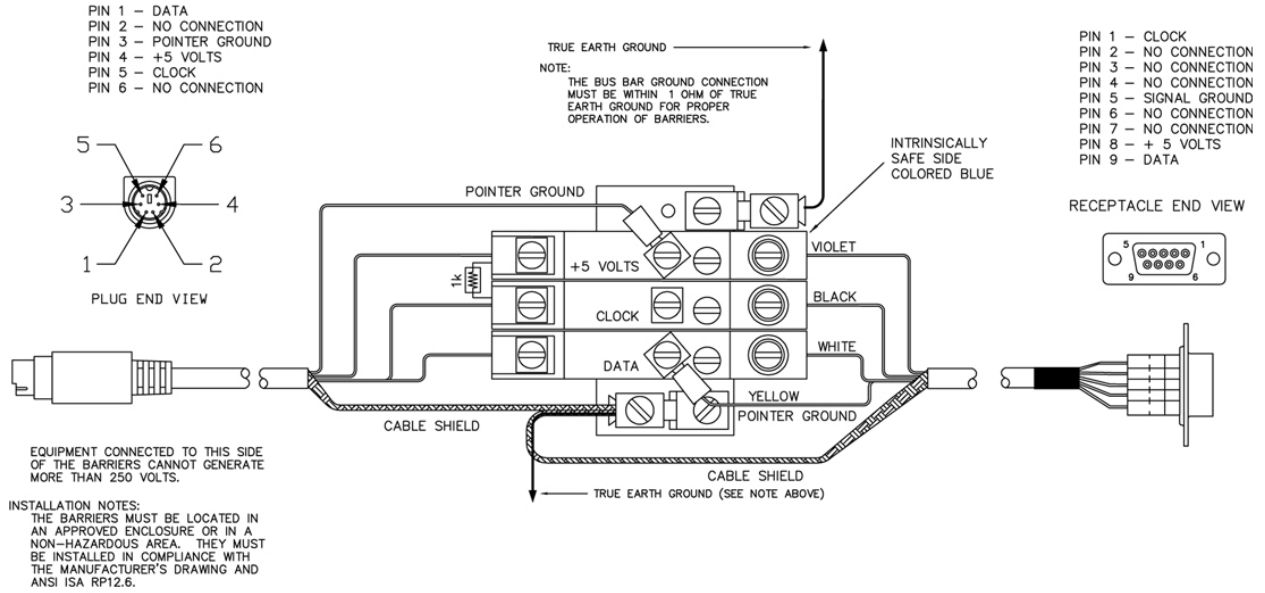 PIN 1 – DATA
PIN 2 – NO CONNECTION
PIN 3 – POINTER GROUND
PIN 4 – +5 VOLTS
PIN 5 – CLOCK
PIN 6 – NO CONNECTION
5
6
3
4
1
2
PLUG END VIEW
TRUE EARTH GROUND
NOTE:
THE BUS BAR GROUND CONNECTION
MUST BE WITHIN 1 OHM OF TRUE
EARTH GROUND FOR PROPER
OPERATION OF BARRIERS.
INTRINSICALLY
SAFE SIDE
COLORED BLUE
PIN 1 – CLOCK
PIN 2 – NO CONNECTION
PIN 3 – NO CONNECTION
PIN 4 – NO CONNECTION
PIN 5 – SIGNAL GROUND
PIN 6 – NO CONNECTION
PIN 7 – NO CONNECTION
PIN 8 – + 5 VOLTS
PIN 9 – DATA
RECEPTACLE END VIEW
5
1
9
6
POINTER GROUND
+5 VOLTS
VIOLET
1k
CLOCK
BLACK
DATA
WHITE
YELLOW
POINTER GROUND
CABLE SHIELD
CABLE SHIELD
TRUE EARTH GROUND (SEE NOTE ABOVE)
EQUIPMENT CONNECTED TO THIS SIDE
OF THE BARRIERS CANNOT GENERATE
MORE THAN 250 VOLTS.
INSTALLATION NOTES:
THE BARRIERS MUST BE LOCATED IN
AN APPROVED ENCLOSURE OR IN A
NON–HAZARDOUS AREA. THEY MUST
BE INSTALLED IN COMPLIANCE WITH
THE MANUFACTURER'S DRAWING AND
ANSI ISA RP12.6.